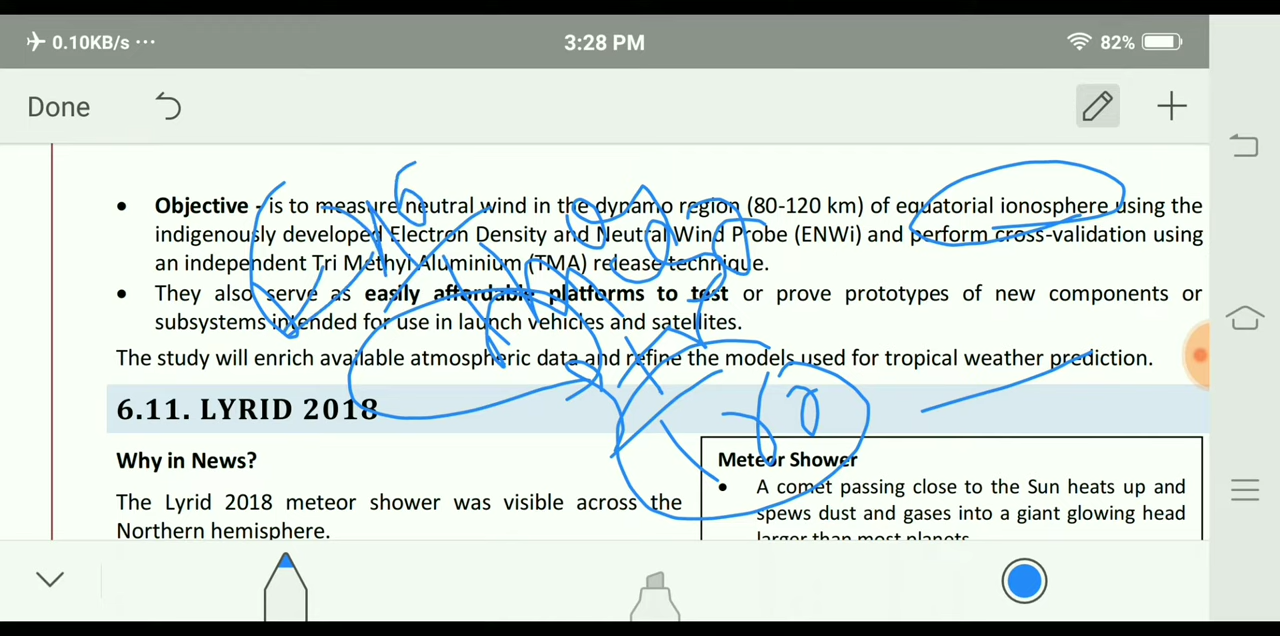 0.10KB/s ··· 3:28 PM 82%
Done
• Objective - is to measure neutral wind in the dynamo region (80-120 km) of equatorial ionosphere using the
indigenously developed Electron Density and Neutral Wind Probe (ENWi) and perform cross-validation using
an independent Tri Methyl Aluminium (TMA) release technique.
• They also serve as easily affordable platforms to test or prove prototypes of new components or
subsystems intended for use in launch vehicles and satellites.
The study will enrich available atmospheric data and refine the models used for tropical weather prediction.
6.11. LYRID 2018
Why in News?
The Lyrid 2018 meteor shower was visible across the
Northern hemisphere.
Meteor Shower
• A comet passing close to the Sun heats up and
spews dust and gases into a giant glowing head
larger than most planets